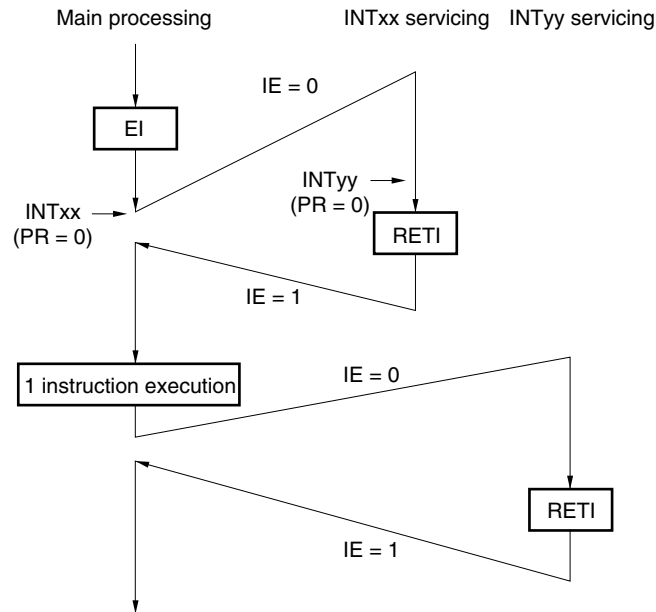 Main processing
INTxx servicing
INTyy servicing
IE = 0
EI
INTyy
(PR = 0)
INTxx
(PR = 0)
RETI
IE = 1
1 instruction execution
IE = 0
RETI
IE = 1